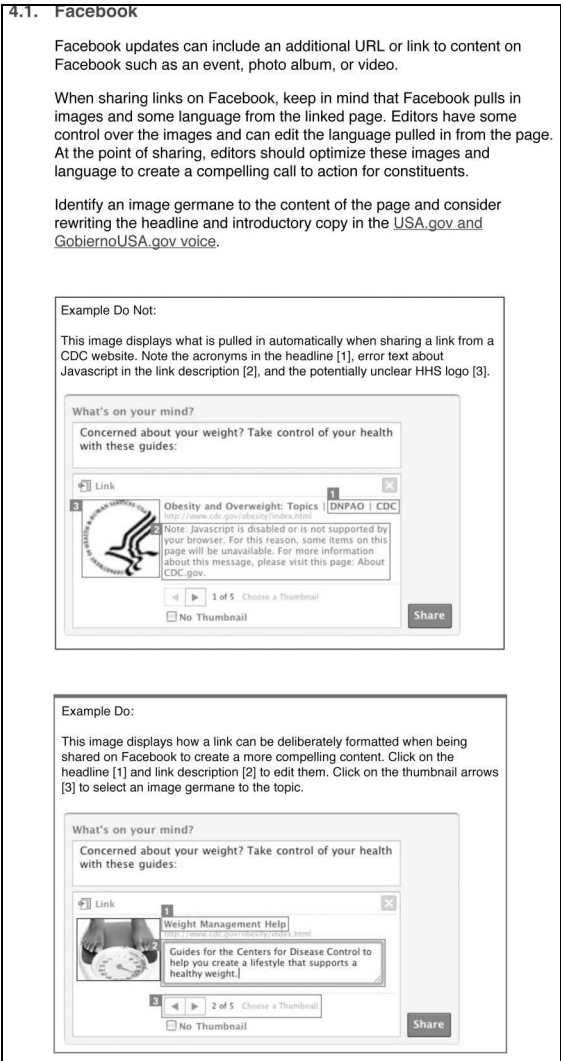 4.1. Facebook
Facebook updates can include an additional URL or link to content on
Facebook such as an event, photo album, or video.
When sharing links on Facebook, keep in mind that Facebook pulls in
images and some language from the linked page. Editors have some
control over the images and can edit the language pulled in from the page.
At the point of sharing, editors should optimize these images and
language to create a compelling call to action for constituents.
Identify an image germane to the content of the page and consider
rewriting the headline and introductory copy in the USA.gov and
GobiernoUSA.gov voice.
Example Do Not:
This image displays what is pulled in automatically when sharing a link from a
CDC website. Note the acronyms in the headline [1], error text about
Javascript in the link description [2], and the potentially unclear HHS logo [3].
What's on your mind?
Concerned about your weight? Take control of your health
with these guides:
Link
1
3
Obesity and Overweight: Topics | DNPAO | CDC
http://www.cdc.gov/obesity/index.html
2
Note: Javascript is disabled or is not supported by
your browser. For this reason, some items on this
page will be unavailable. For more information
about this message, please visit this page: About
CDC.gov.
1 of 5 Choose a Thumbnail
No Thumbnail
Share
Example Do:
This image displays how a link can be deliberately formatted when being
shared on Facebook to create a more compelling content. Click on the
headline [1] and link description [2] to edit them. Click on the thumbnail arrows
[3] to select an image germane to the topic.
What's on your mind?
Concerned about your weight? Take control of your health
with these guides:
Link
1
Weight Management Help
http://www.cdc.gov/obesity/index.html
2
Guides for the Centers for Disease Control to
help you create a lifestyle that supports a
healthy weight.
3
2 of 5 Choose a Thumbnail
No Thumbnail
Share